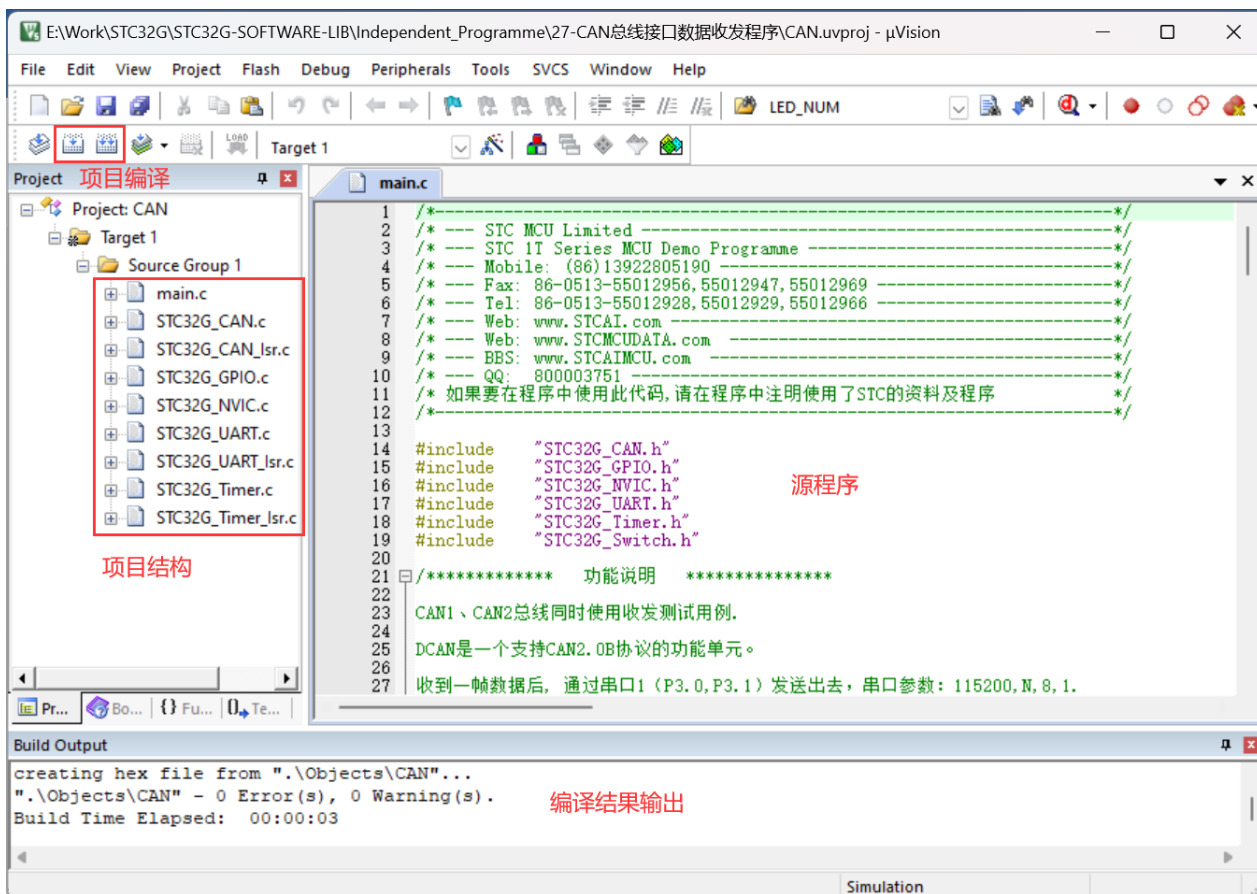 E:\Work\STC32G\STC32G-SOFTWARE-LIB\Independent_Programme\27-CAN总线接口数据收发程序\CAN.uvproj - µVision
File Edit View Project Flash Debug Peripherals Tools SVCS Window Help
LED_NUM
LOAD Target 1
Project 项目编译
main.c
Project: CAN
Target 1
Source Group 1
main.c
STC32G_CAN.c
STC32G_CAN_Isr.c
STC32G_GPIO.c
STC32G_NVIC.c
STC32G_UART.c
STC32G_UART_Isr.c
STC32G_Timer.c
STC32G_Timer_Isr.c
项目结构
Pr... Bo... {} Fu... Te...
1 /*---------------------------------------------------------------------*/
2 /* --- STC MCU Limited ------------------------------------------------*/
3 /* --- STC 1T Series MCU Demo Programme -------------------------------*/
4 /* --- Mobile: (86)13922805190 ----------------------------------------*/
5 /* --- Fax: 86-0513-55012956,55012947,55012969 ------------------------*/
6 /* --- Tel: 86-0513-55012928,55012929,55012966 ------------------------*/
7 /* --- Web: www.STCAI.com ---------------------------------------------*/
8 /* --- Web: www.STCMCUDATA.com ---------------------------------------*/
9 /* --- BBS: www.STCAIMCU.com -----------------------------------------*/
10 /* --- QQ: 800003751 -------------------------------------------------*/
11 /* 如果要在程序中使用此代码,请在程序中注明使用了STC的资料及程序 */
12 /*---------------------------------------------------------------------*/
13
14 #include "STC32G_CAN.h"
15 #include "STC32G_GPIO.h"
16 #include "STC32G_NVIC.h"
17 #include "STC32G_UART.h"
18 #include "STC32G_Timer.h"
19 #include "STC32G_Switch.h"
源程序
20
21 /************* 功能说明 ***************
22
23 CAN1、CAN2总线同时使用收发测试用例.
24
25 DCAN是一个支持CAN2.0B协议的功能单元。
26
27 收到一帧数据后, 通过串口1（P3.0,P3.1）发送出去，串口参数：115200,N,8,1.
Build Output
creating hex file from ".\Objects\CAN"...
".\Objects\CAN" - 0 Error(s), 0 Warning(s).
Build Time Elapsed: 00:00:03
编译结果输出
Simulation